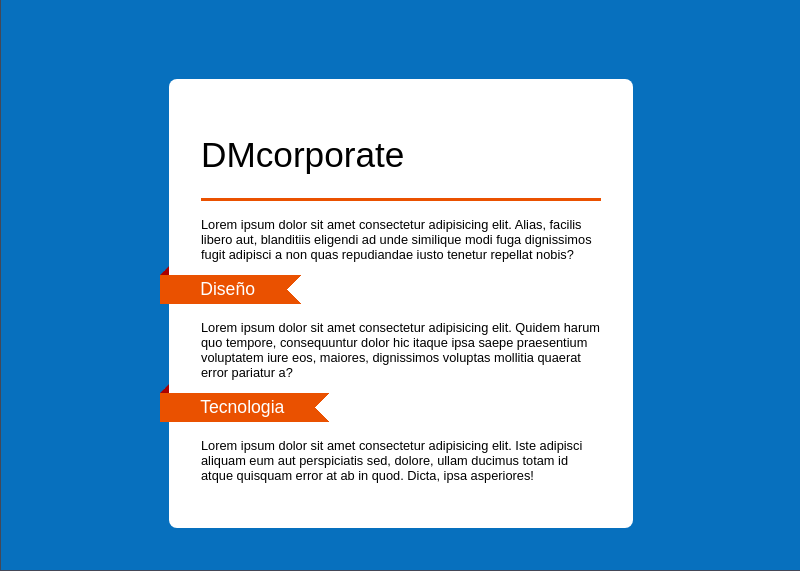 DMcorporate
Lorem ipsum dolor sit amet consectetur adipisicing elit. Alias, facilis
libero aut, blanditiis eligendi ad unde similique modi fuga dignissimos
fugit adipisci a non quas repudiandae iusto tenetur repellat nobis?
Diseño
Lorem ipsum dolor sit amet consectetur adipisicing elit. Quidem harum
quo tempore, consequuntur dolor hic itaque ipsa saepe praesentium
voluptatem iure eos, maiores, dignissimos voluptas mollitia quaerat
error pariatur a?
Tecnologia
Lorem ipsum dolor sit amet consectetur adipisicing elit. Iste adipisci
aliquam eum aut perspiciatis sed, dolore, ullam ducimus totam id
atque quisquam error at ab in quod. Dicta, ipsa asperiores!